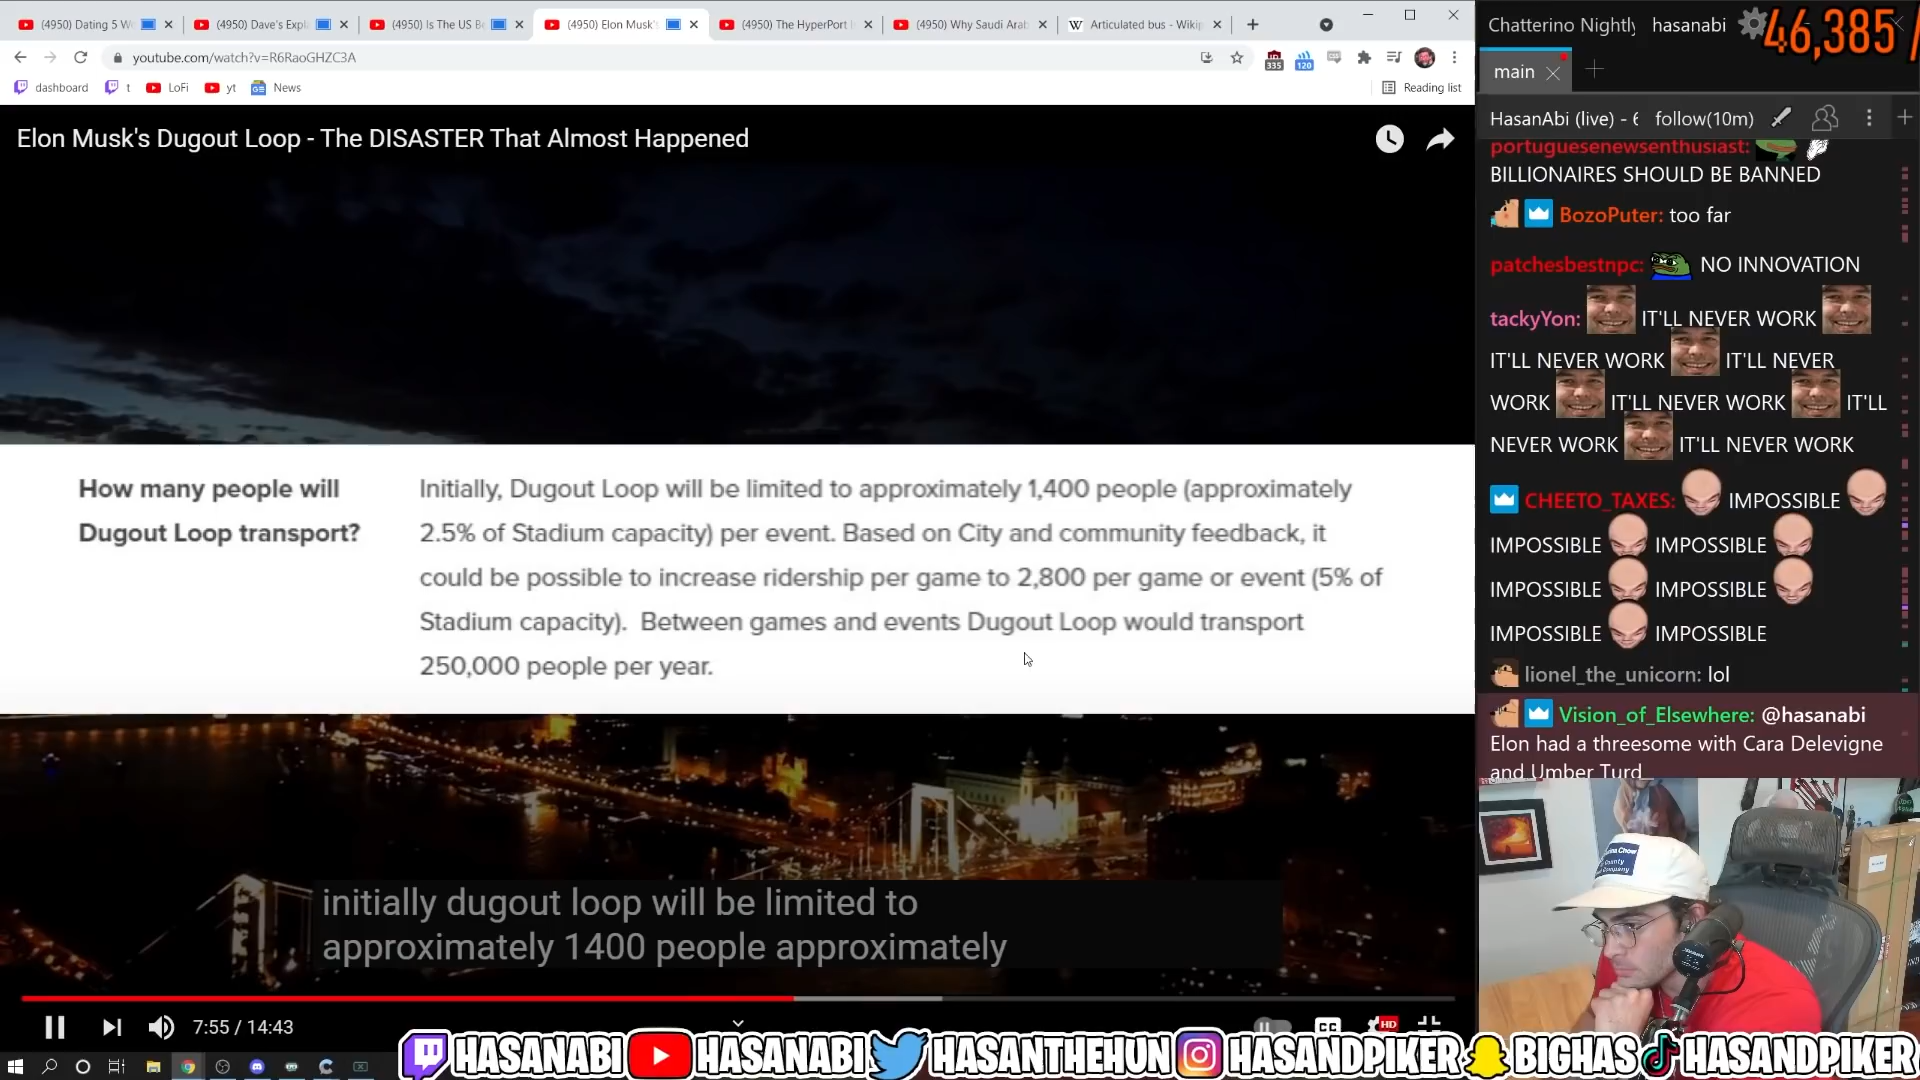 (4950) Dating 5 W
(4950) Dave's Expl
(4950) Is The US Be
(4950) Elon Musk's
(4950) The HyperPort
(4950) Why Saudi Arab
W Articulated bus - Wikip
youtube.com/watch?v=R6RaoGHZC3A
335
120
dashboard
t
LoFi
yt
News
Reading list
Elon Musk's Dugout Loop - The DISASTER That Almost Happened
How many people will
Dugout Loop transport?
Initially, Dugout Loop will be limited to approximately 1,400 people (approximately
2.5% of Stadium capacity) per event. Based on City and community feedback, it
could be possible to increase ridership per game to 2,800 per game or event (5% of
Stadium capacity). Between games and events Dugout Loop would transport
250,000 people per year.
initially dugout loop will be limited to
approximately 1400 people approximately
7:55 / 14:43
CC
HD
Chatterino Nightly
hasanabi
46,385 /
main
HasanAbi (live) - 6
follow(10m)
portuguesenewsenthusiast:
BILLIONAIRES SHOULD BE BANNED
BozoPuter: too far
patchesbestnpc: NO INNOVATION
tackyYon: IT'LL NEVER WORK
IT'LL NEVER WORK IT'LL NEVER
WORK IT'LL NEVER WORK IT'LL
NEVER WORK IT'LL NEVER WORK
CHEETO_TAXES: IMPOSSIBLE
IMPOSSIBLE IMPOSSIBLE
IMPOSSIBLE IMPOSSIBLE
IMPOSSIBLE IMPOSSIBLE
lionel_the_unicorn: lol
Vision_of_Elsewhere: @hasanabi
Elon had a threesome with Cara Delevigne
and Umber Turd
HASANABI HASANABI HASANTHEHUN HASANDPIKER BIGHAS HASANDPIKER